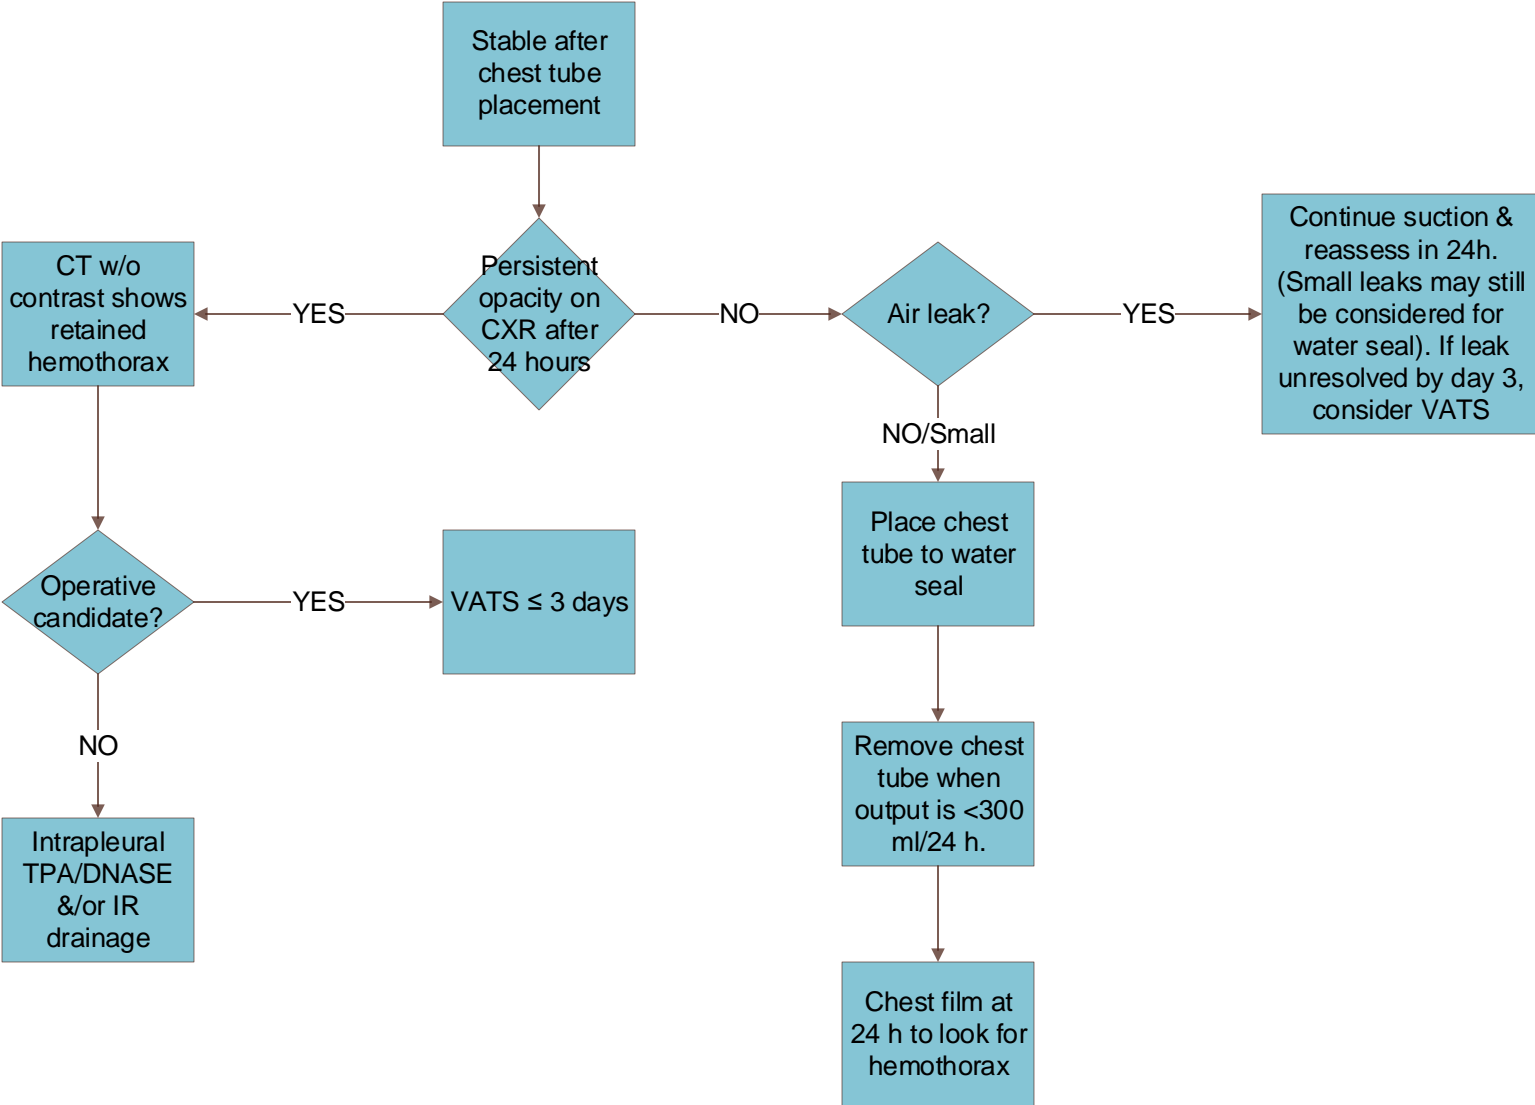 Stable after
chest tube
placement
Persistent
opacity on
CXR after
24 hours
YES
CT w/o
contrast shows
retained
hemothorax
NO
Air leak?
YES
Continue suction &
reassess in 24h.
(Small leaks may still
be considered for
water seal). If leak
unresolved by day 3,
consider VATS
NO/Small
Place chest
tube to water
seal
Remove chest
tube when
output is <300
ml/24 h.
Chest film at
24 h to look for
hemothorax
Operative
candidate?
YES
VATS ≤ 3 days
NO
Intrapleural
TPA/DNASE
&/or IR
drainage